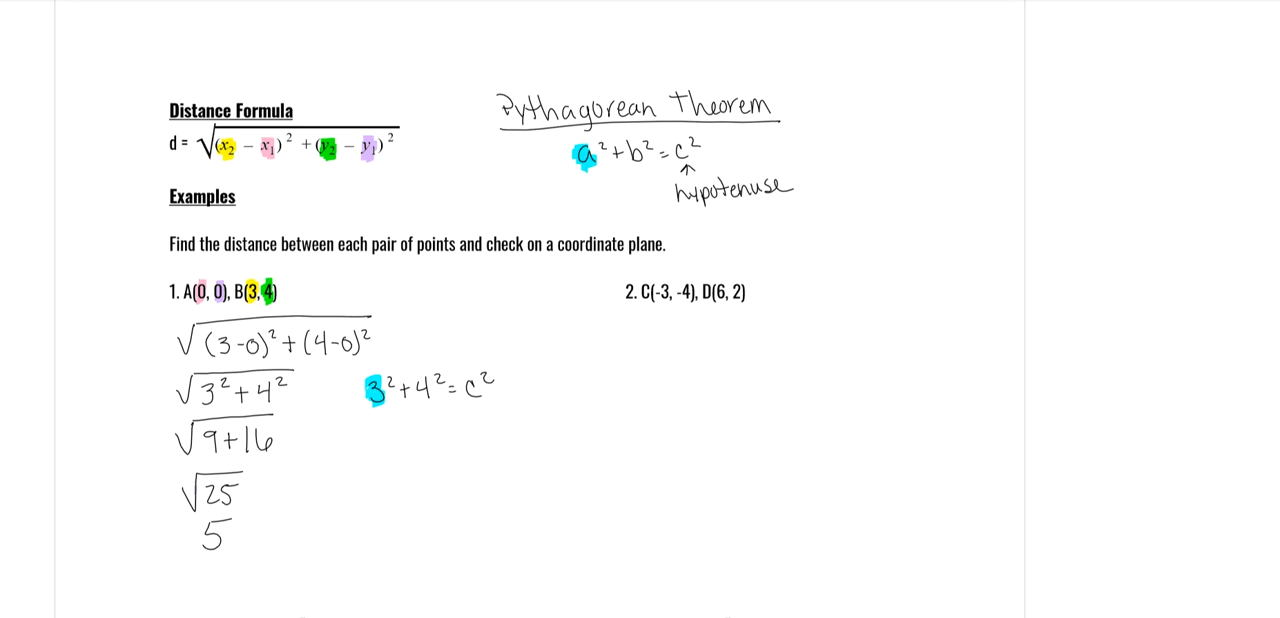 Distance Formula
d = √(x₂ − x₁)² + (y₂ − y₁)²
Pythagorean Theorem
a² + b² = c²
↑
hypotenuse
Examples
Find the distance between each pair of points and check on a coordinate plane.
1. A(0, 0), B(3, 4)
√(3-0)² + (4-0)²
√3² + 4²
3² + 4² = c²
√9+16
√25
5
2. C(-3, -4), D(6, 2)